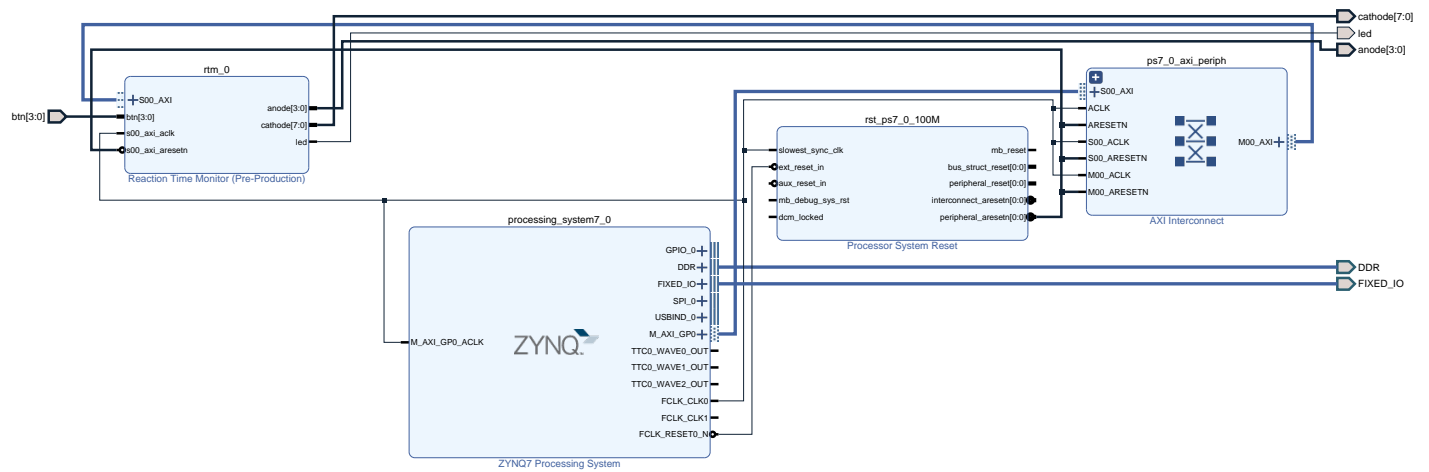 cathode[7:0]
led
anode[3:0]
rtm_0
S00_AXI
btn[3:0]
s00_axi_aclk
s00_axi_aresetn
anode[3:0]
cathode[7:0]
led
Reaction Time Monitor (Pre-Production)
btn[3:0]
ps7_0_axi_periph
S00_AXI
ACLK
ARESETN
S00_ACLK
S00_ARESETN
M00_ACLK
M00_ARESETN
M00_AXI
AXI Interconnect
rst_ps7_0_100M
slowest_sync_clk
ext_reset_in
aux_reset_in
mb_debug_sys_rst
dcm_locked
mb_reset
bus_struct_reset[0:0]
peripheral_reset[0:0]
interconnect_aresetn[0:0]
peripheral_aresetn[0:0]
Processor System Reset
processing_system7_0
M_AXI_GP0_ACLK
ZYNQ
GPIO_0
DDR
FIXED_IO
SPI_0
USBIND_0
M_AXI_GP0
TTC0_WAVE0_OUT
TTC0_WAVE1_OUT
TTC0_WAVE2_OUT
FCLK_CLK0
FCLK_CLK1
FCLK_RESET0_N
ZYNQ7 Processing System
DDR
FIXED_IO